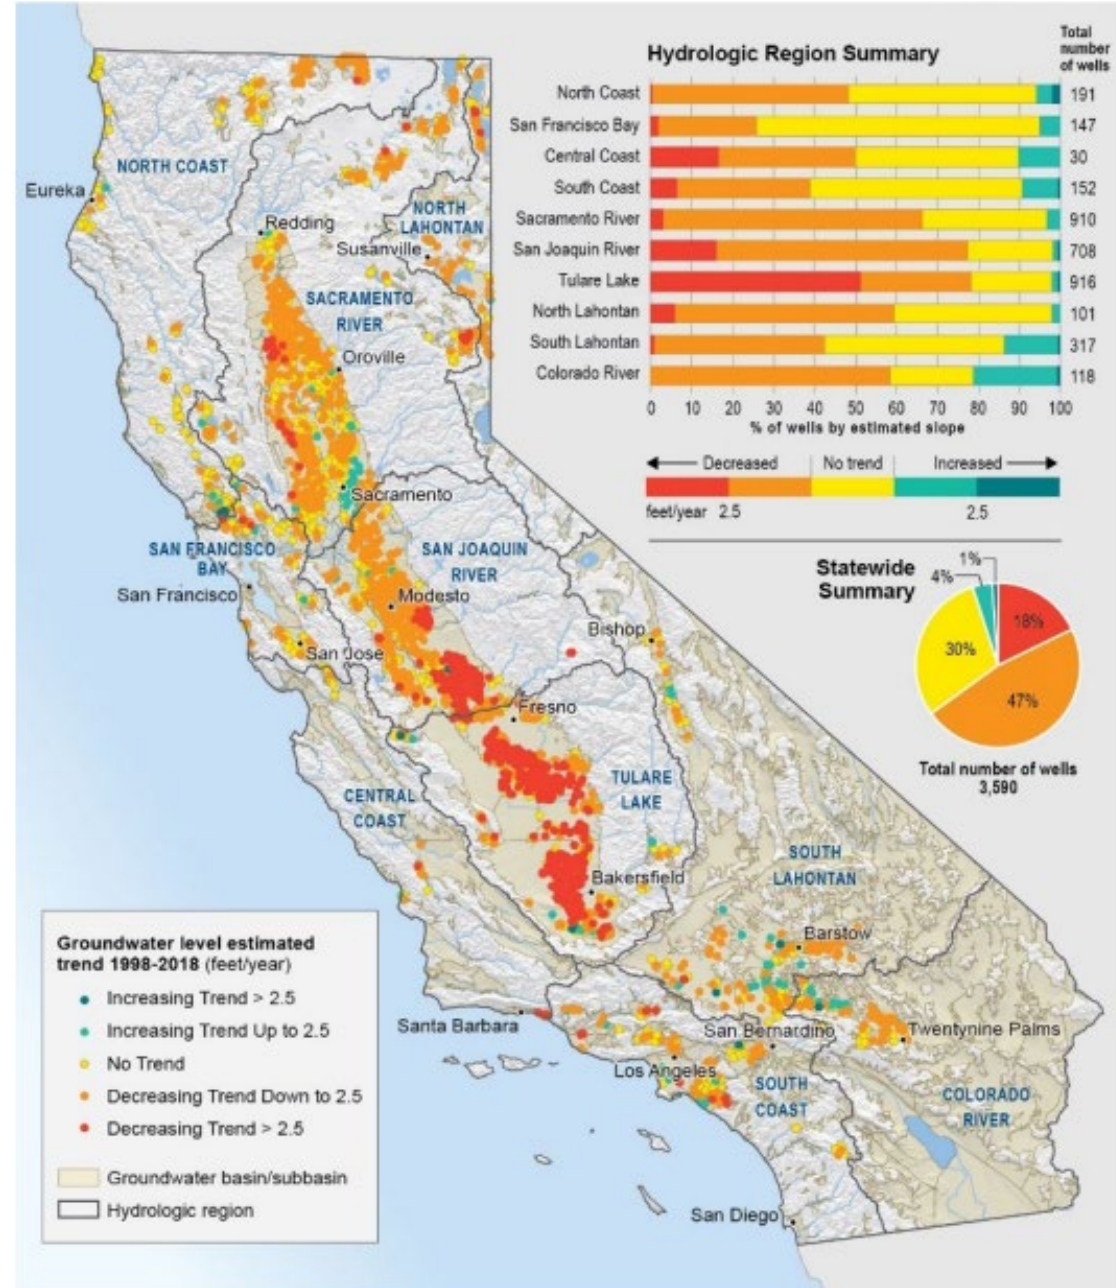 Hydrologic Region Summary
Total
number
of wells
North Coast 191
San Francisco Bay 147
Central Coast 30
South Coast 152
Sacramento River 910
San Joaquin River 708
Tulare Lake 916
North Lahontan 101
South Lahontan 317
Colorado River 118
0 10 20 30 40 50 60 70 80 90 100
% of wells by estimated slope
Decreased No trend Increased
feet/year 2.5 2.5
Statewide
Summary
1%
4%
18%
30%
47%
Total number of wells
3,590
NORTH COAST
Eureka
Redding
NORTH
LAHONTAN
Susanville
SACRAMENTO
RIVER
Oroville
Sacramento
SAN FRANCISCO
BAY
SAN JOAQUIN
RIVER
San Francisco
Modesto
Bishop
San Jose
Fresno
TULARE
LAKE
CENTRAL
COAST
SOUTH
LAHONTAN
Bakersfield
Barstow
Santa Barbara
San Bernardino
Twentynine Palms
Los Angeles
SOUTH
COAST
COLORADO
RIVER
San Diego
Groundwater level estimated
trend 1998-2018 (feet/year)
Increasing Trend > 2.5
Increasing Trend Up to 2.5
No Trend
Decreasing Trend Down to 2.5
Decreasing Trend > 2.5
Groundwater basin/subbasin
Hydrologic region